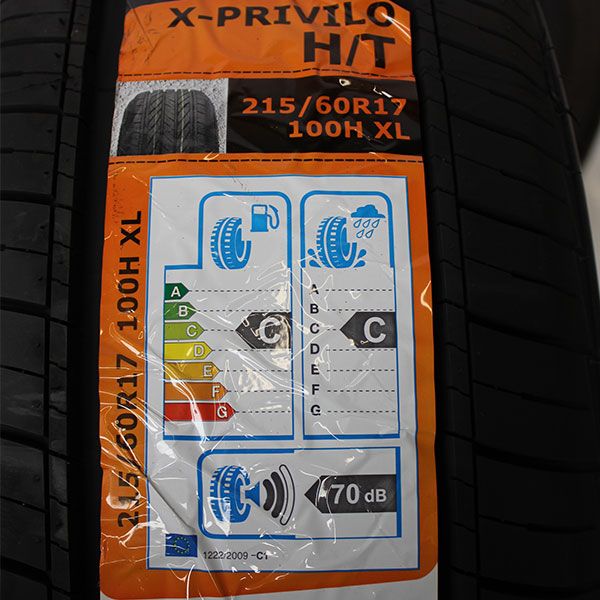 X-PRIVILO
H/T
215/60R17
100H XL
215/60R17 100H XL
A
B
C
D
E
F
G
C
A
B
C
D
E
F
G
C
70 dB
1222/2009 -C1